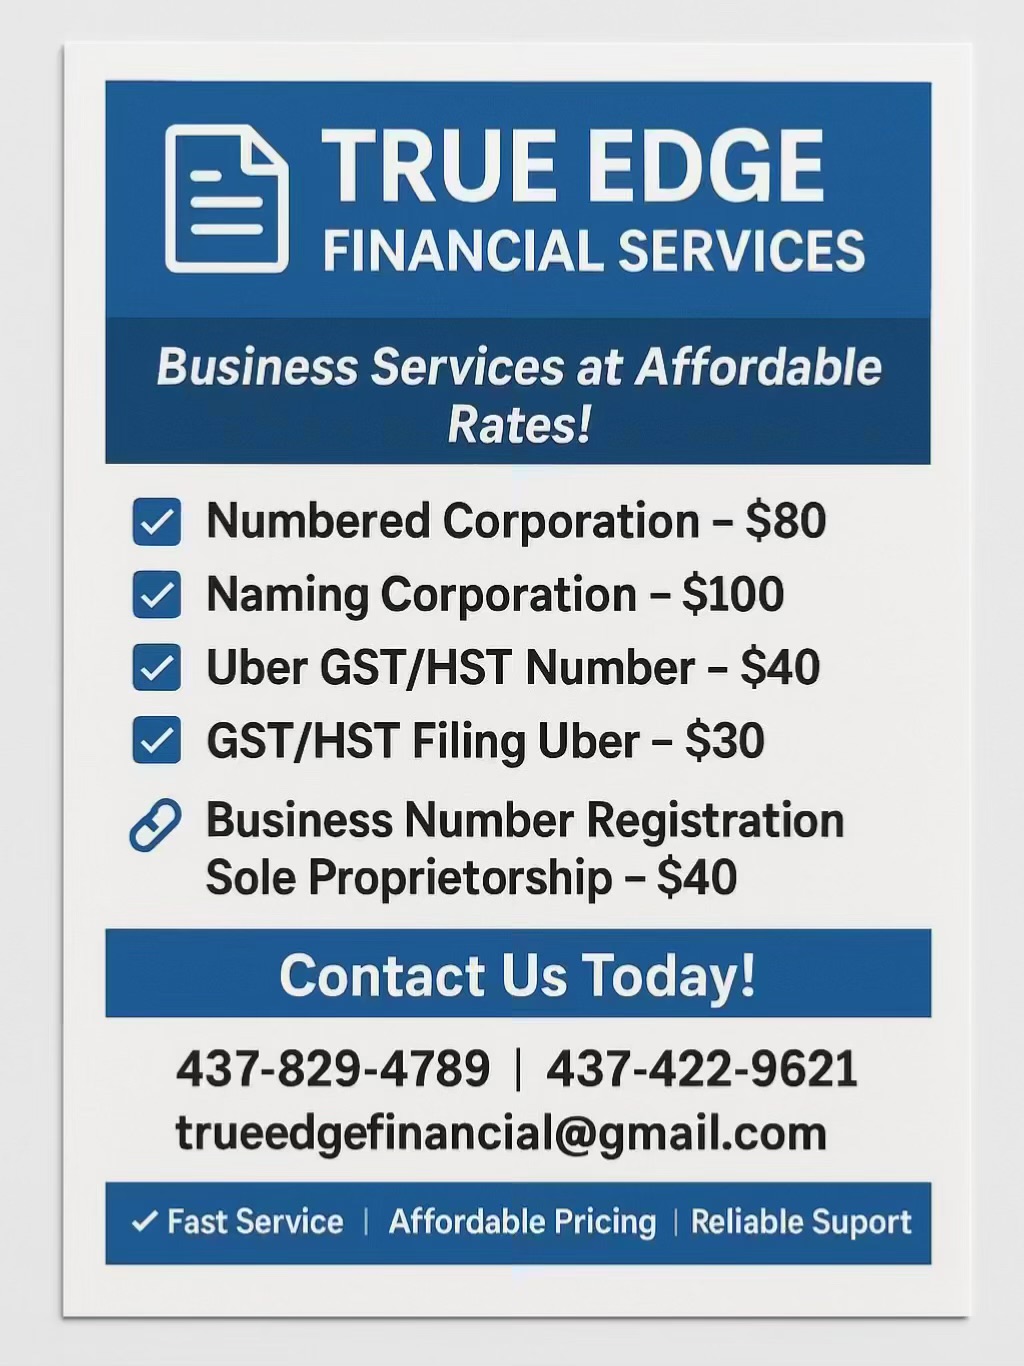 TRUE EDGE
FINANCIAL SERVICES
Business Services at Affordable
Rates!
Numbered Corporation – $80
Naming Corporation – $100
Uber GST/HST Number – $40
GST/HST Filing Uber – $30
Business Number Registration
Sole Proprietorship – $40
Contact Us Today!
437-829-4789 | 437-422-9621
trueedgefinancial@gmail.com
✓ Fast Service | Affordable Pricing | Reliable Suport